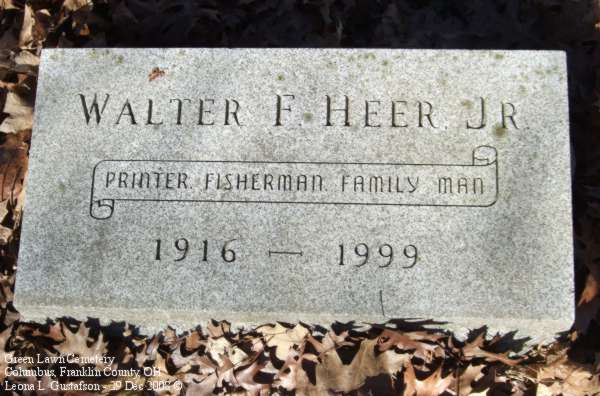 WALTER F. HEER, JR.
PRINTER, FISHERMAN, FAMILY MAN
1916 — 1999
Green Lawn Cemetery
Columbus, Franklin County, OH
Leona L. Gustafson - 29 Dec 2008 ©